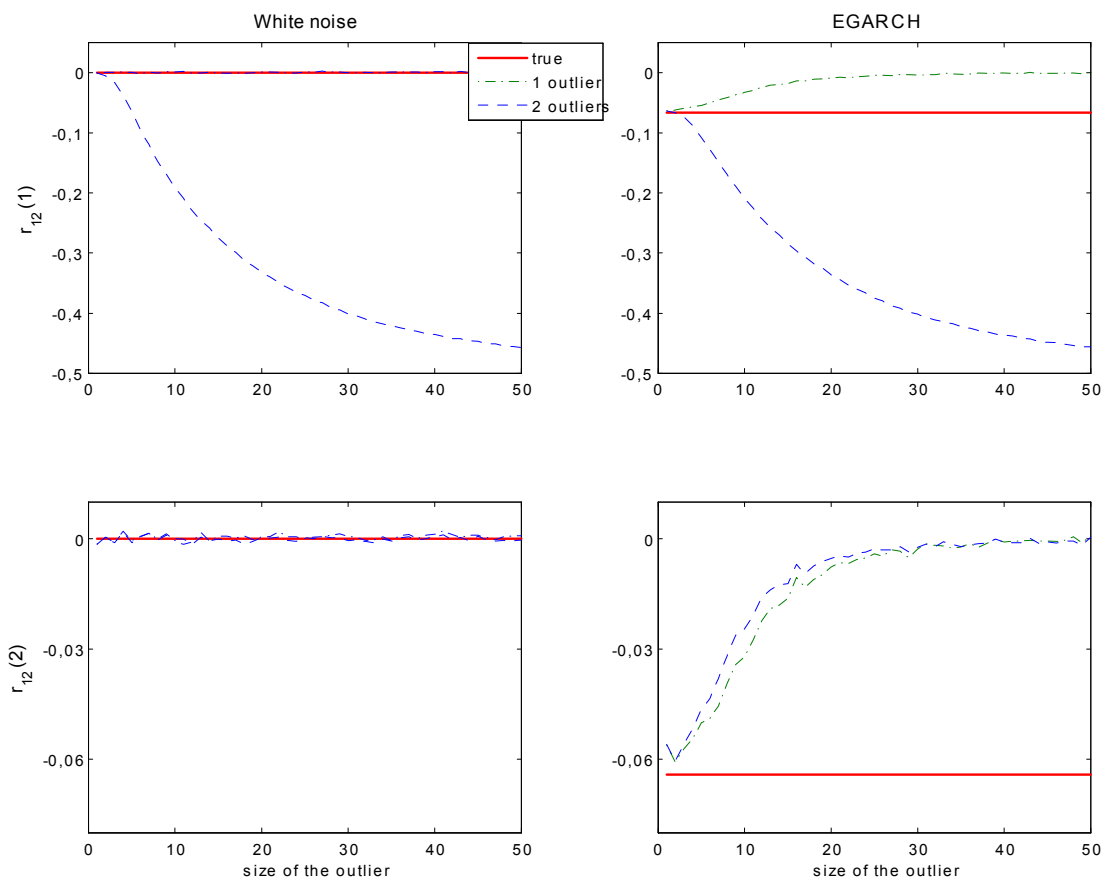 White noise
EGARCH
true
1 outlier
2 outliers
0
-0,1
-0,2
-0,3
-0,4
-0,5
r12(1)
0 10 20 30 40 50
0
-0,1
-0,2
-0,3
-0,4
-0,5
0 10 20 30 40 50
0
-0,03
-0,06
r12(2)
0 10 20 30 40 50
size of the outlier
0
-0,03
-0,06
0 10 20 30 40 50
size of the outlier